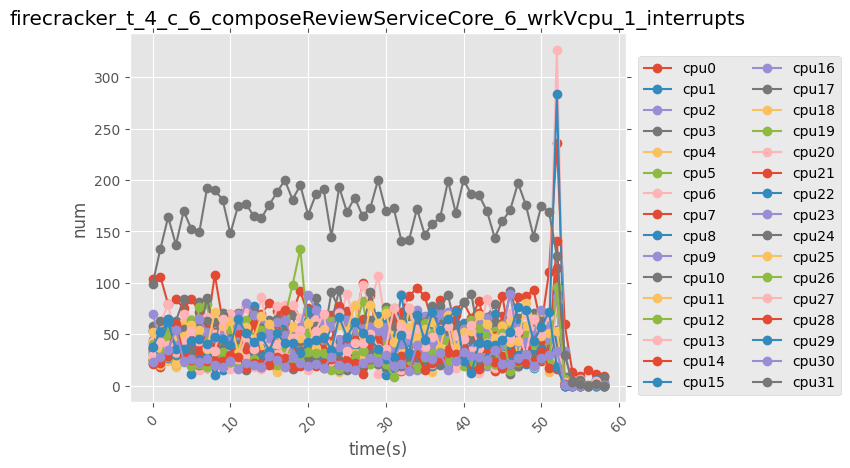 firecracker_t_4_c_6_composeReviewServiceCore_6_wrkVcpu_1_interrupts
300
250
200
150
100
50
0
num
0
10
20
30
40
50
60
time(s)
cpu0
cpu1
cpu2
cpu3
cpu4
cpu5
cpu6
cpu7
cpu8
cpu9
cpu10
cpu11
cpu12
cpu13
cpu14
cpu15
cpu16
cpu17
cpu18
cpu19
cpu20
cpu21
cpu22
cpu23
cpu24
cpu25
cpu26
cpu27
cpu28
cpu29
cpu30
cpu31